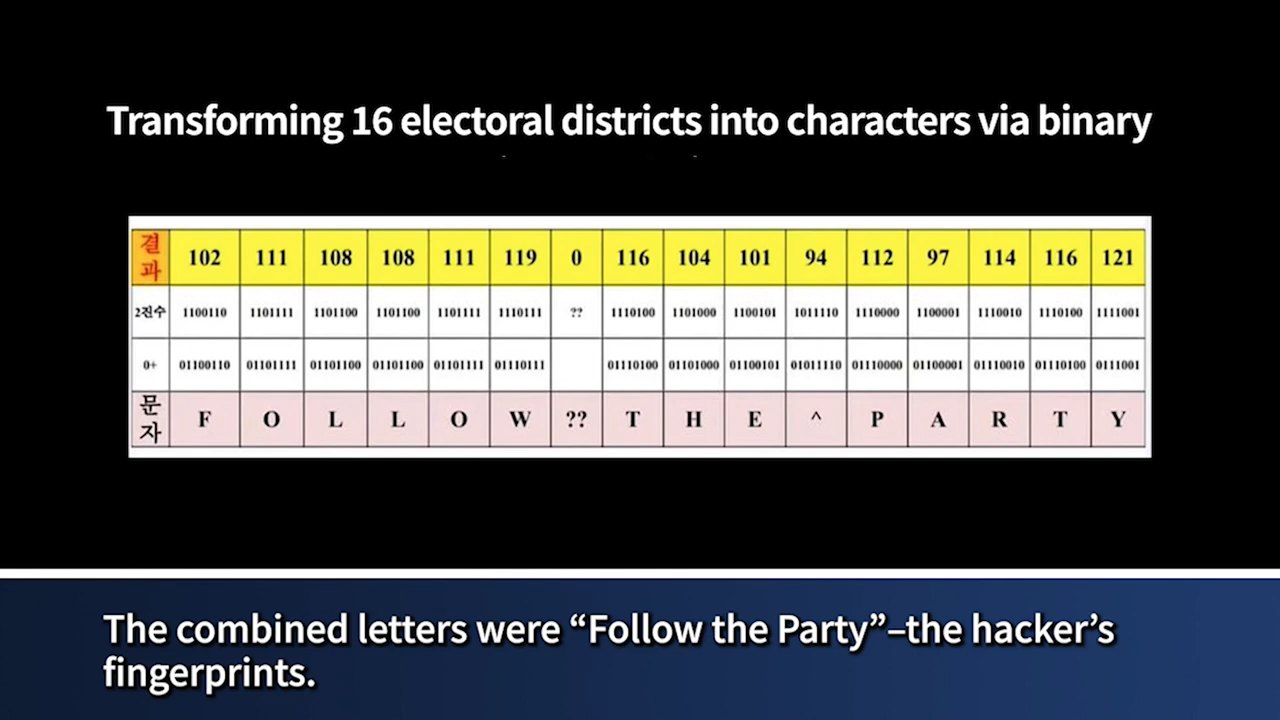 Transforming 16 electoral districts into characters via binary
결과 102 111 108 108 111 119 0 116 104 101 94 112 97 114 116 121
2진수 1100110 1101111 1101100 1101100 1101111 1110111 ?? 1110100 1101000 1100101 1011110 1110000 1100001 1110010 1110100 1111001
0+ 01100110 01101111 01101100 01101100 01101111 01110111 01110100 01101000 01100101 01011110 01110000 01100001 01110010 01110100 0111001
문자 F O L L O W ?? T H E ^ P A R T Y
The combined letters were “Follow the Party”–the hacker’s
fingerprints.